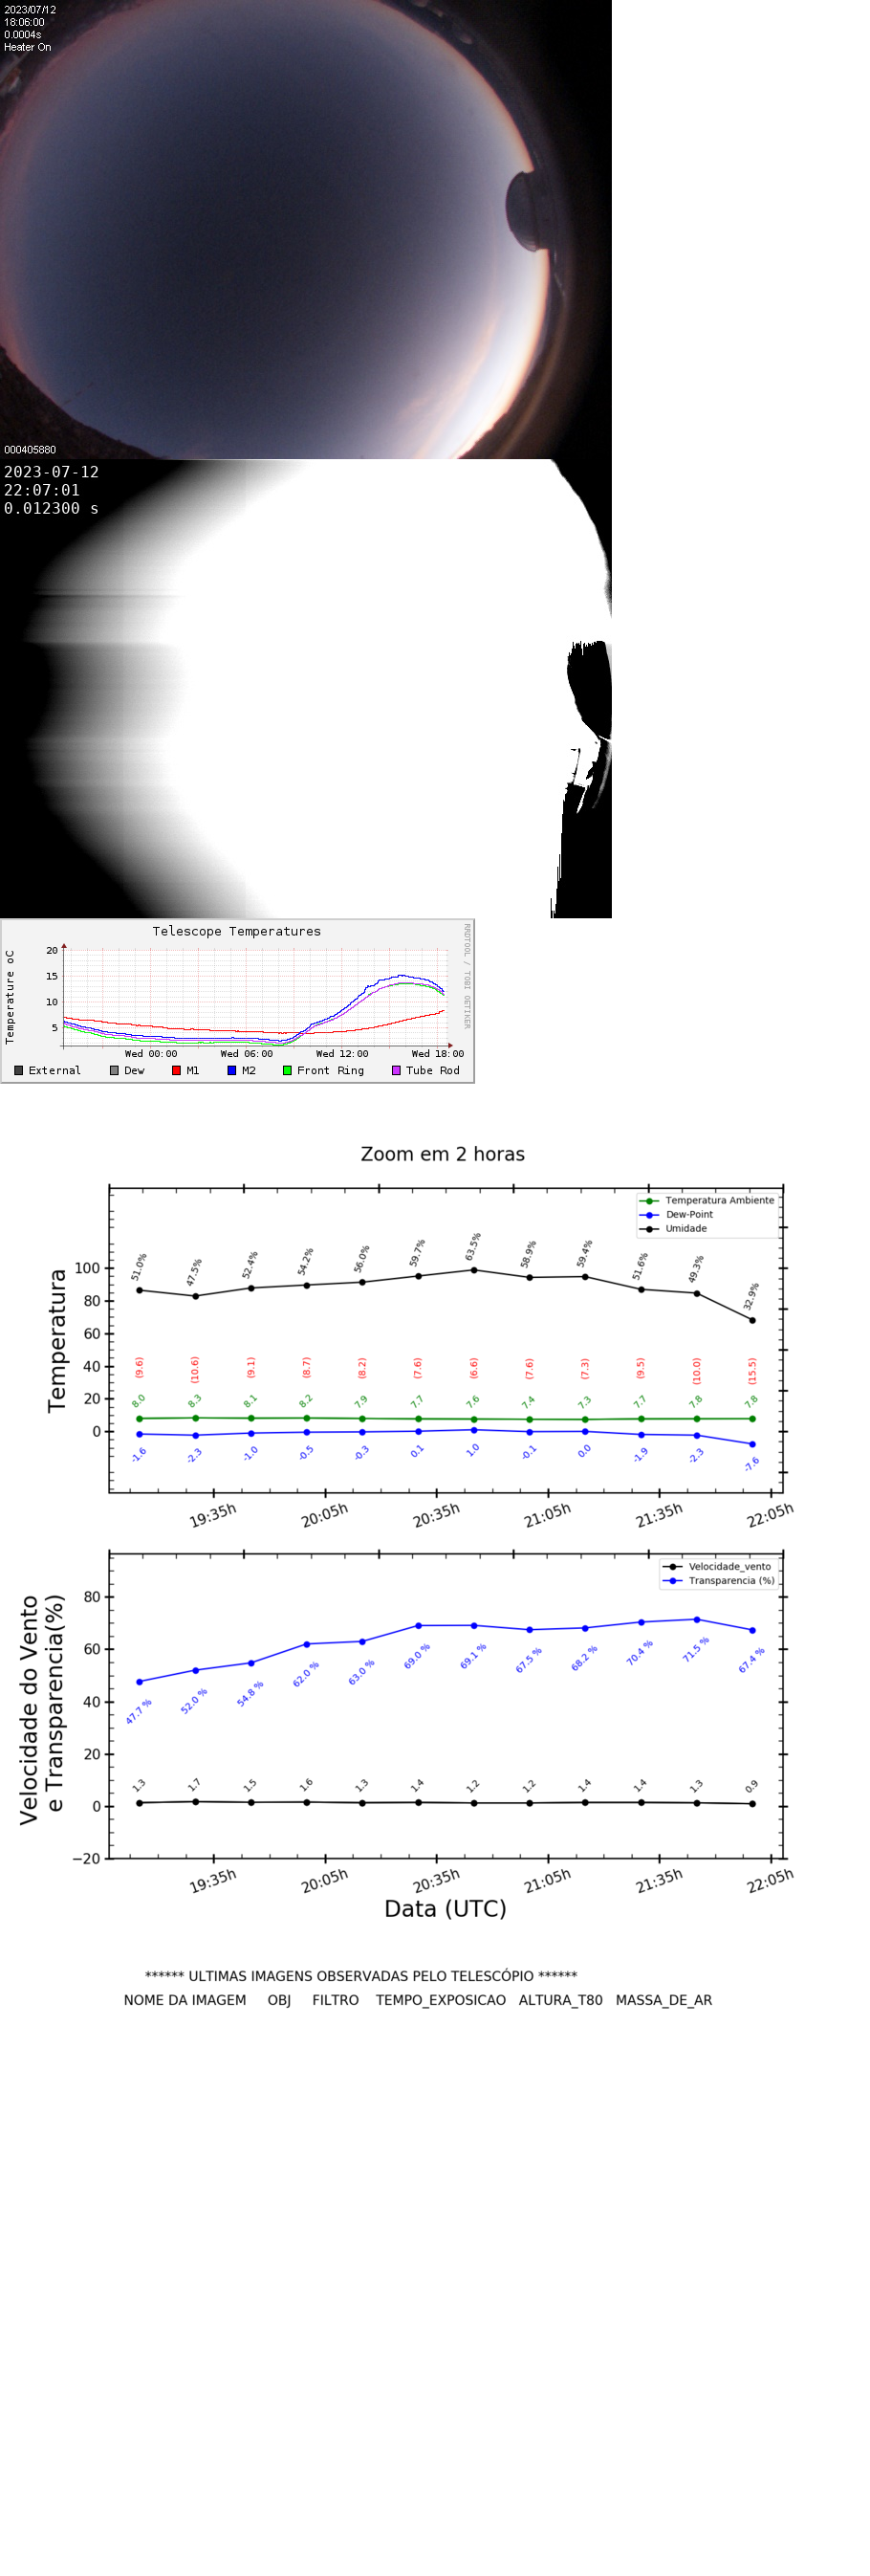 2023/07/12
18:06:00
0.0004s
Heater On
000405880
2023-07-12
22:07:01
0.012300 s
Telescope Temperatures
RRDTOOL / TOBI OETIKER
Temperature oC
20
15
10
5
Wed 00:00 Wed 06:00 Wed 12:00 Wed 18:00
External Dew M1 M2 Front Ring Tube Rod
Zoom em 2 horas
Temperatura Ambiente
Dew-Point
Umidade
Temperatura
100
80
60
40
20
0
51.0% 47.5% 52.4% 54.2% 56.0% 59.7% 63.5% 58.9% 59.4% 51.6% 49.3% 32.9%
(9.6) (10.6) (9.1) (8.7) (8.2) (7.6) (6.6) (7.6) (7.3) (9.5) (10.0) (15.5)
8.0 8.3 8.1 8.2 7.9 7.7 7.6 7.4 7.3 7.7 7.8 7.8
-1.6 -2.3 -1.0 -0.5 -0.3 0.1 1.0 -0.1 0.0 -1.9 -2.3 -7.6
19:35h 20:05h 20:35h 21:05h 21:35h 22:05h
Velocidade_vento
Transparencia (%)
Velocidade do Vento
e Transparencia(%)
80
60
40
20
0
−20
47.7 % 52.0 % 54.8 % 62.0 % 63.0 % 69.0 % 69.1 % 67.5 % 68.2 % 70.4 % 71.5 % 67.4 %
1.3 1.7 1.5 1.6 1.3 1.4 1.2 1.2 1.4 1.4 1.3 0.9
19:35h 20:05h 20:35h 21:05h 21:35h 22:05h
Data (UTC)
****** ULTIMAS IMAGENS OBSERVADAS PELO TELESCÓPIO ******
NOME DA IMAGEM OBJ FILTRO TEMPO_EXPOSICAO ALTURA_T80 MASSA_DE_AR